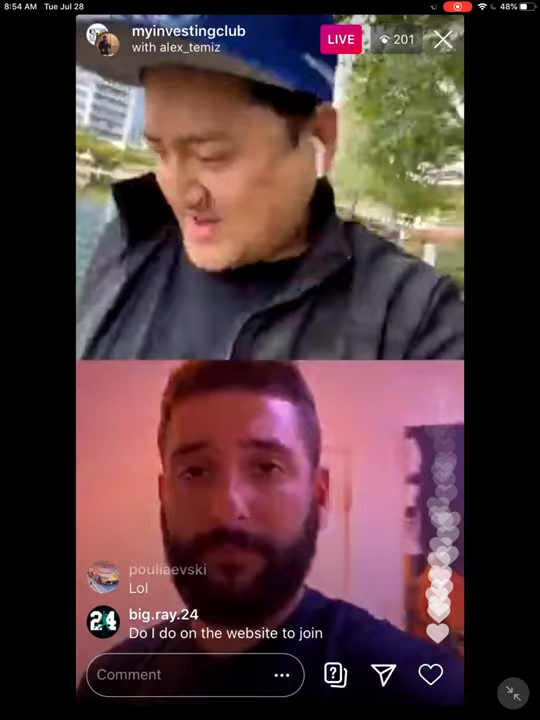 8:54 AM Tue Jul 28
48%
myinvestingclub
with alex_temiz
LIVE
201
pouliaevski
Lol
24
big.ray.24
Do I do on the website to join
Comment